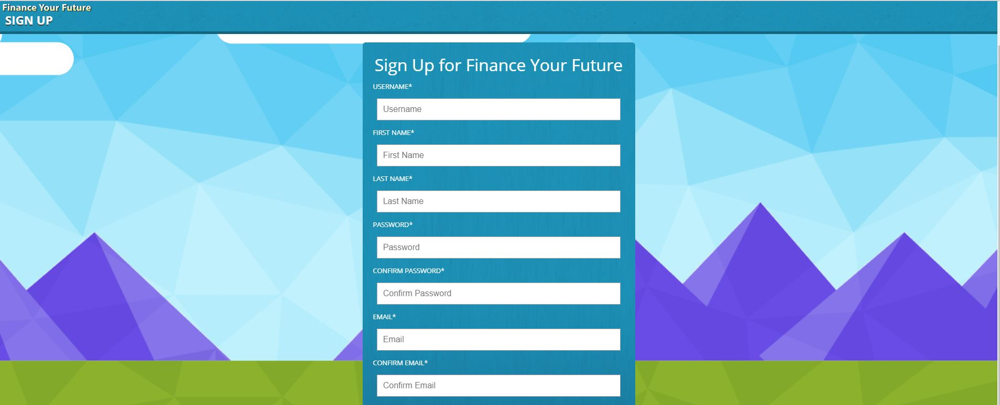 Finance Your Future
SIGN UP
Sign Up for Finance Your Future
USERNAME*
Username
FIRST NAME*
First Name
LAST NAME*
Last Name
PASSWORD*
Password
CONFIRM PASSWORD*
Confirm Password
EMAIL*
Email
CONFIRM EMAIL*
Confirm Email